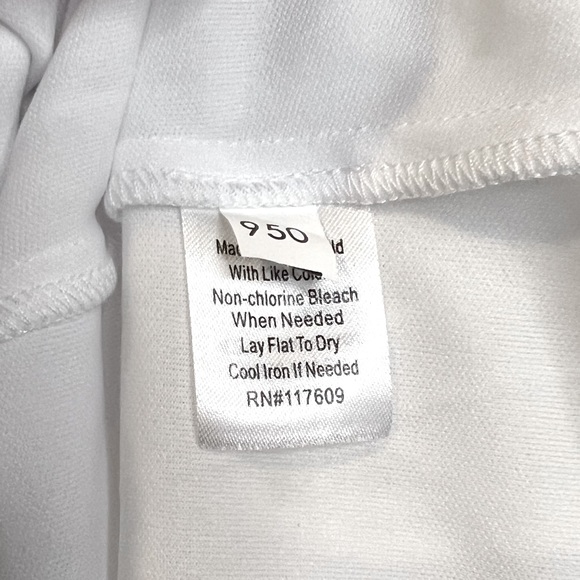 950
With Like
Non-chlorine Bleach
When Needed
Lay Flat To Dry
Cool Iron If Needed
RN#117609